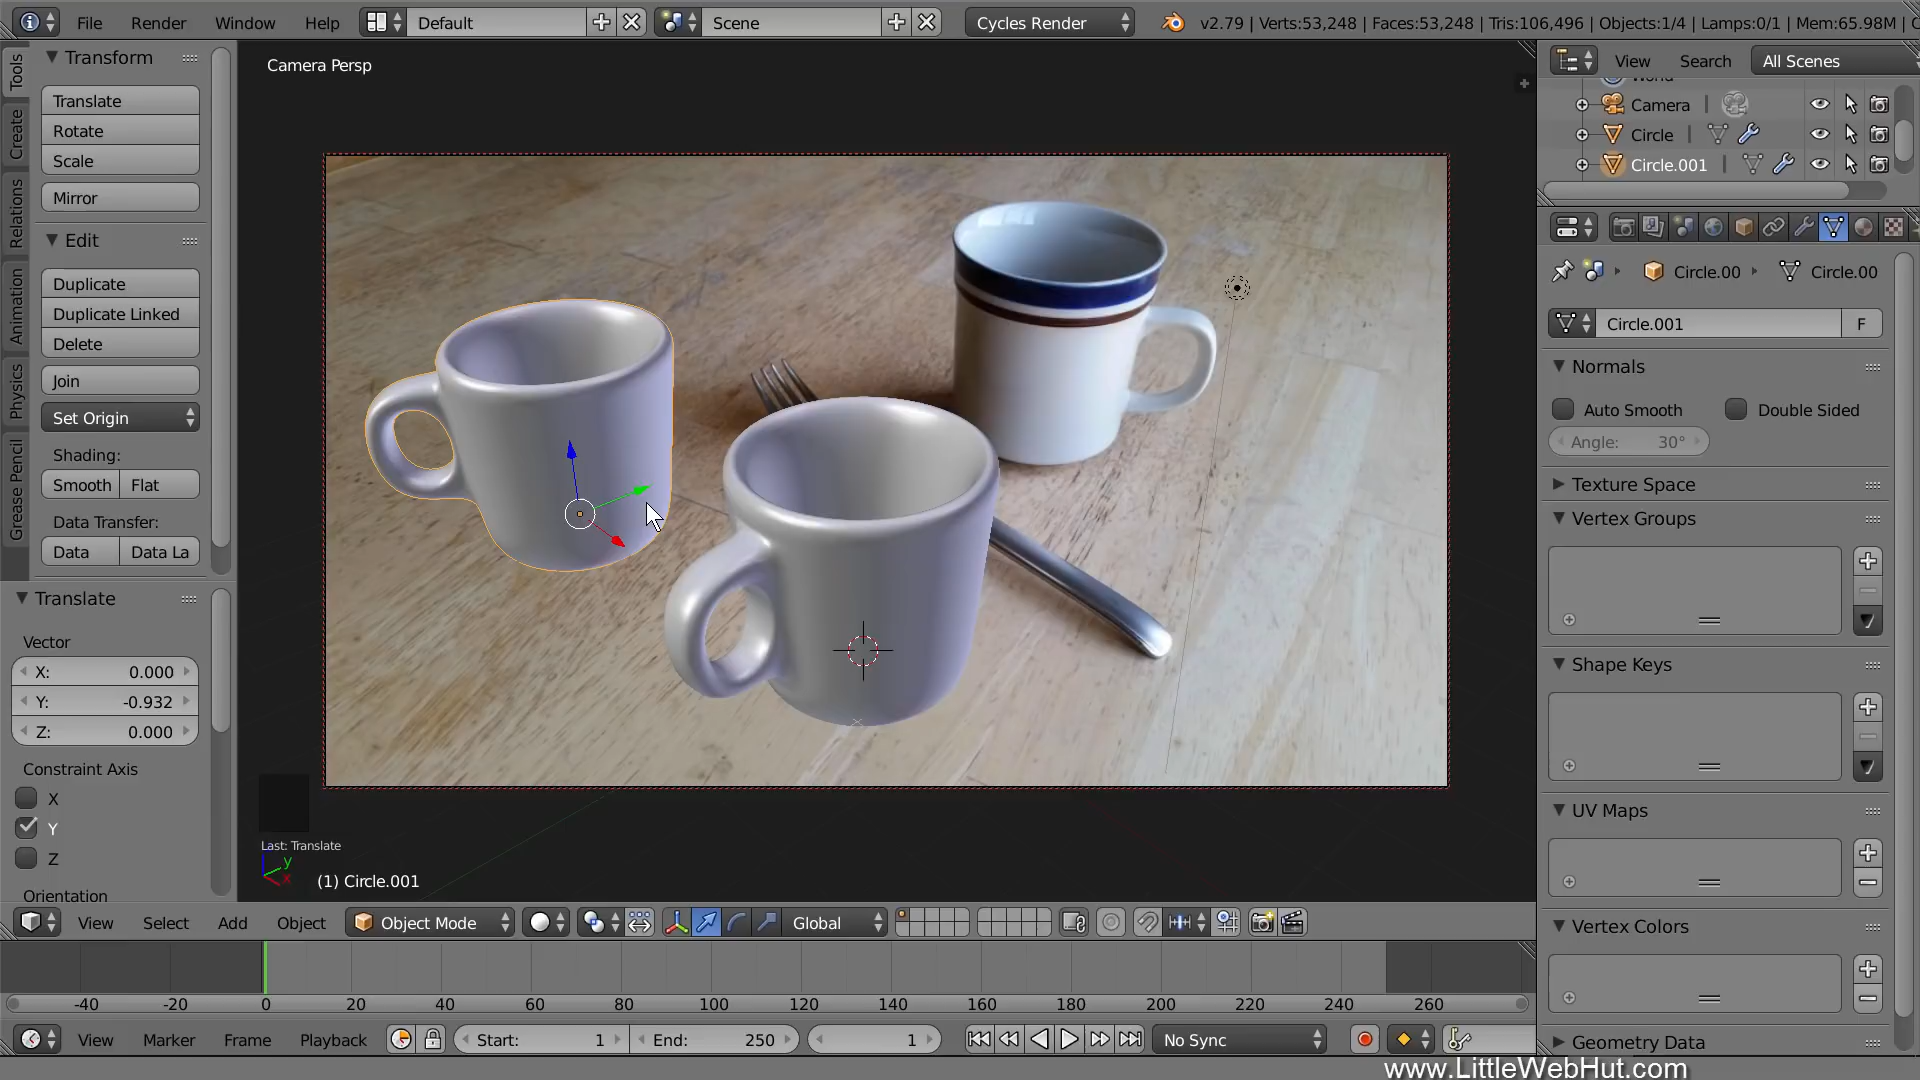 File Render Window Help Default Scene Cycles Render v2.79 | Verts:53,248 | Faces:53,248 | Tris:106,496 | Objects:1/4 | Lamps:0/1 | Mem:65.98M | C
View Search All Scenes
Tools
Create
Relations
Animation
Physics
Grease Pencil
Transform
Translate
Rotate
Scale
Mirror
Edit
Duplicate
Duplicate Linked
Delete
Join
Set Origin
Shading:
Smooth Flat
Data Transfer:
Data Data La
Translate
Vector
X: 0.000
Y: -0.932
Z: 0.000
Constraint Axis
X
Y
Z
Orientation
Camera Persp
Last: Translate
z
y
x
(1) Circle.001
World
Camera |
Circle |
Circle.001 |
Circle.00 Circle.00
Circle.001 F
Normals
Auto Smooth Double Sided
Angle: 30°
Texture Space
Vertex Groups
Shape Keys
UV Maps
Vertex Colors
Geometry Data
View Select Add Object Object Mode Global
-40 -20 0 20 40 60 80 100 120 140 160 180 200 220 240 260
View Marker Frame Playback Start: 1 End: 250 1 No Sync
www.LittleWebHut.com